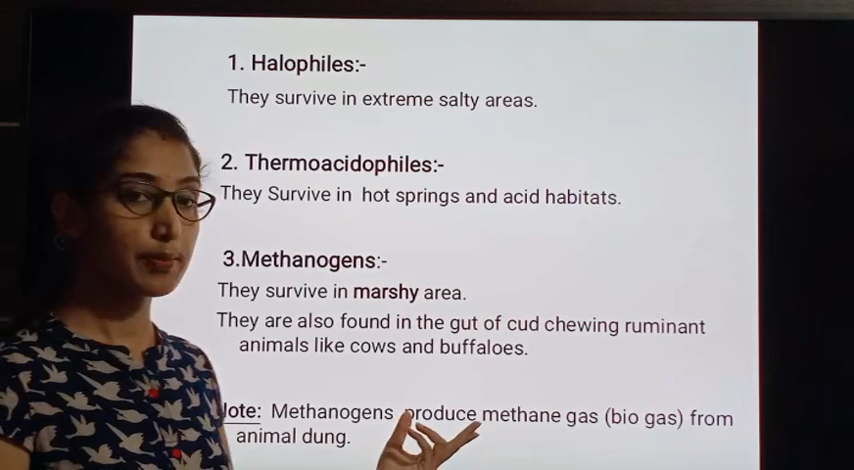 1. Halophiles:-
They survive in extreme salty areas.
2. Thermoacidophiles:-
They Survive in hot springs and acid habitats.
3.Methanogens:-
They survive in marshy area.
They are also found in the gut of cud chewing ruminant
animals like cows and buffaloes.
Note: Methanogens produce methane gas (bio gas) from
animal dung.